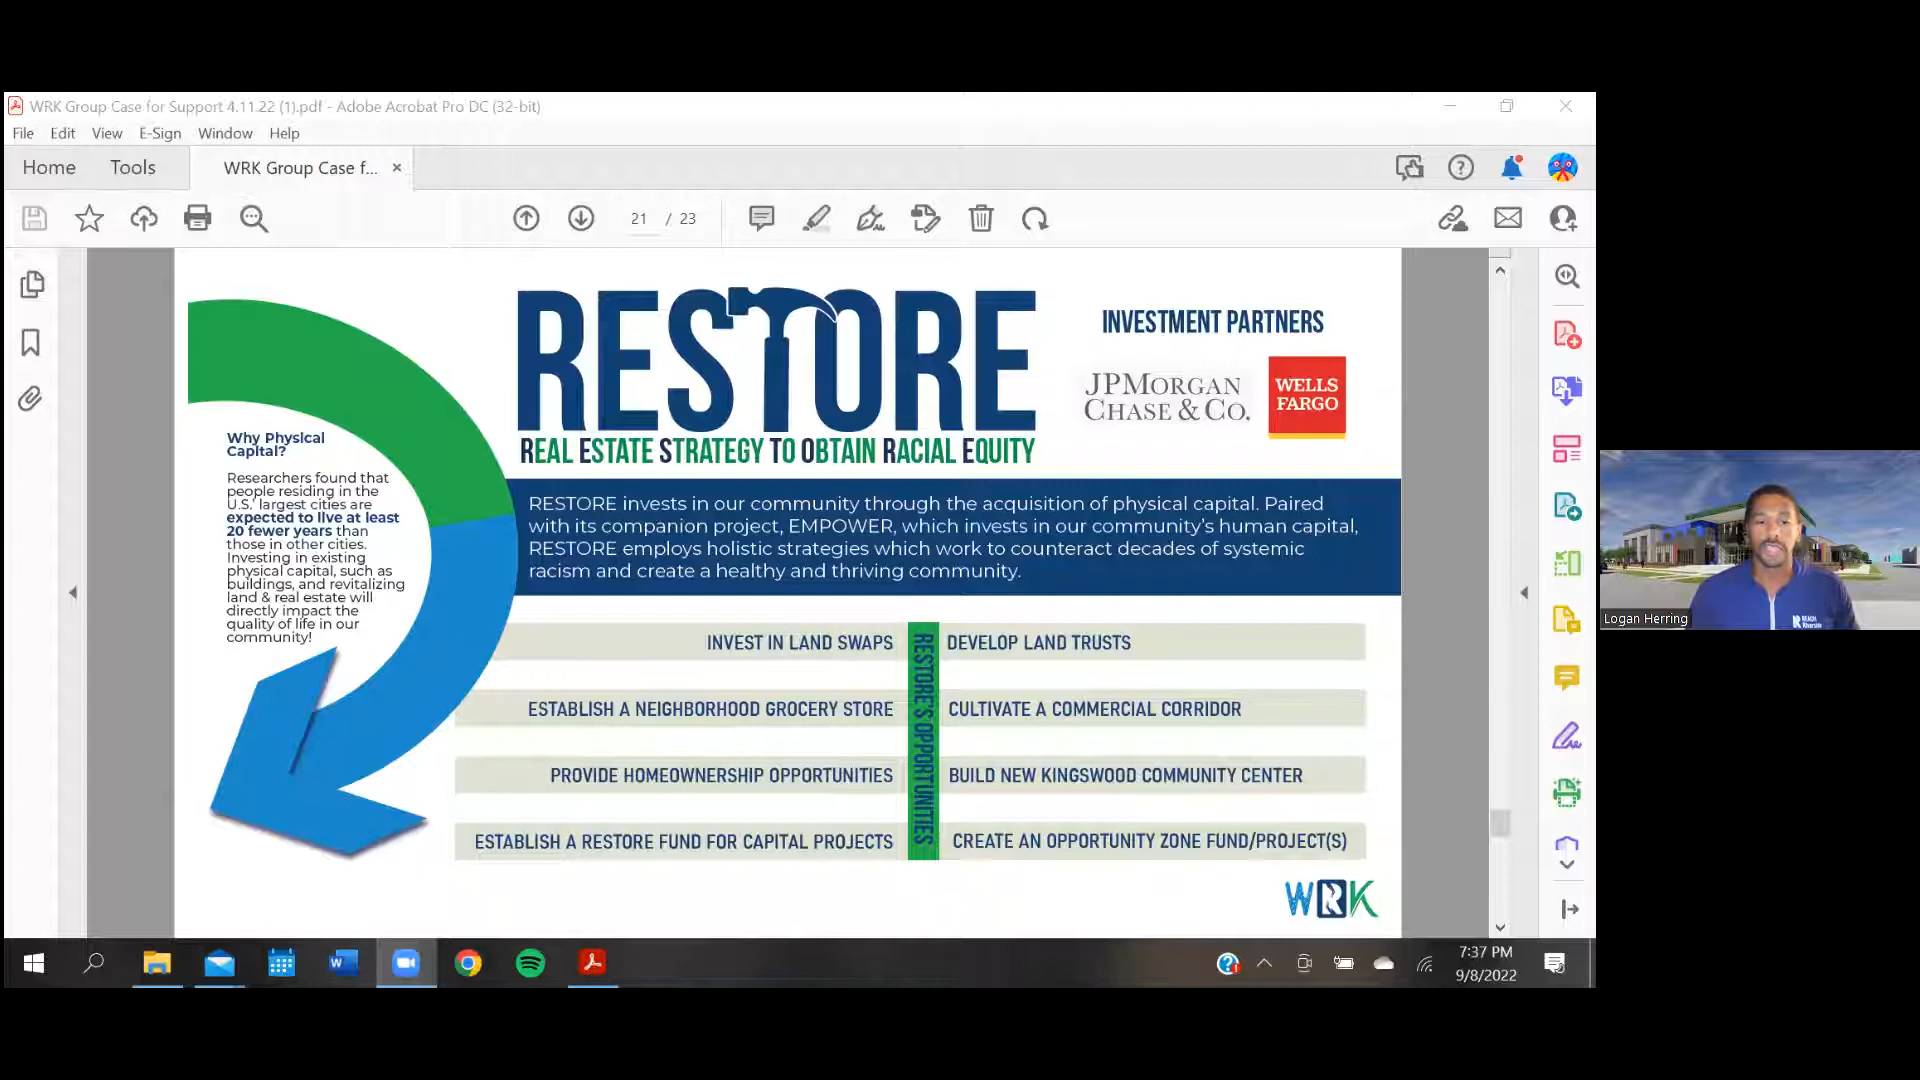 WRK Group Case for Support 4.11.22 (1).pdf - Adobe Acrobat Pro DC (32-bit)
File Edit View E-Sign Window Help
Home Tools WRK Group Case f... ×
21 / 23
RESTORE
REAL ESTATE STRATEGY TO OBTAIN RACIAL EQUITY
INVESTMENT PARTNERS
JPMORGAN
CHASE & CO.
WELLS
FARGO
Why Physical
Capital?
Researchers found that
people residing in the
U.S.' largest cities are
expected to live at least
20 fewer years than
those in other cities.
Investing in existing
physical capital, such as
buildings, and revitalizing
land & real estate will
directly impact the
quality of life in our
community!
RESTORE invests in our community through the acquisition of physical capital. Paired
with its companion project, EMPOWER, which invests in our community's human capital,
RESTORE employs holistic strategies which work to counteract decades of systemic
racism and create a healthy and thriving community.
RESTORE'S OPPORTUNITIES
INVEST IN LAND SWAPS
DEVELOP LAND TRUSTS
ESTABLISH A NEIGHBORHOOD GROCERY STORE
CULTIVATE A COMMERCIAL CORRIDOR
PROVIDE HOMEOWNERSHIP OPPORTUNITIES
BUILD NEW KINGSWOOD COMMUNITY CENTER
ESTABLISH A RESTORE FUND FOR CAPITAL PROJECTS
CREATE AN OPPORTUNITY ZONE FUND/PROJECT(S)
WRK
REACH
Riverside
Logan Herring
7:37 PM
9/8/2022